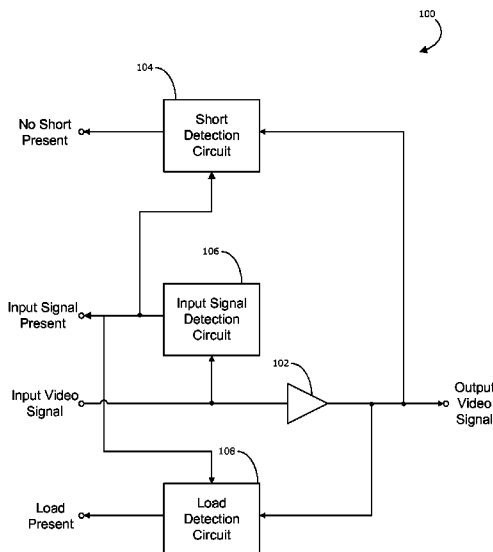 100
104
No Short
Present
Short
Detection
Circuit
106
Input Signal
Present
Input Signal
Detection
Circuit
102
Input Video
Signal
Output
Video
Signal
108
Load
Present
Load
Detection
Circuit